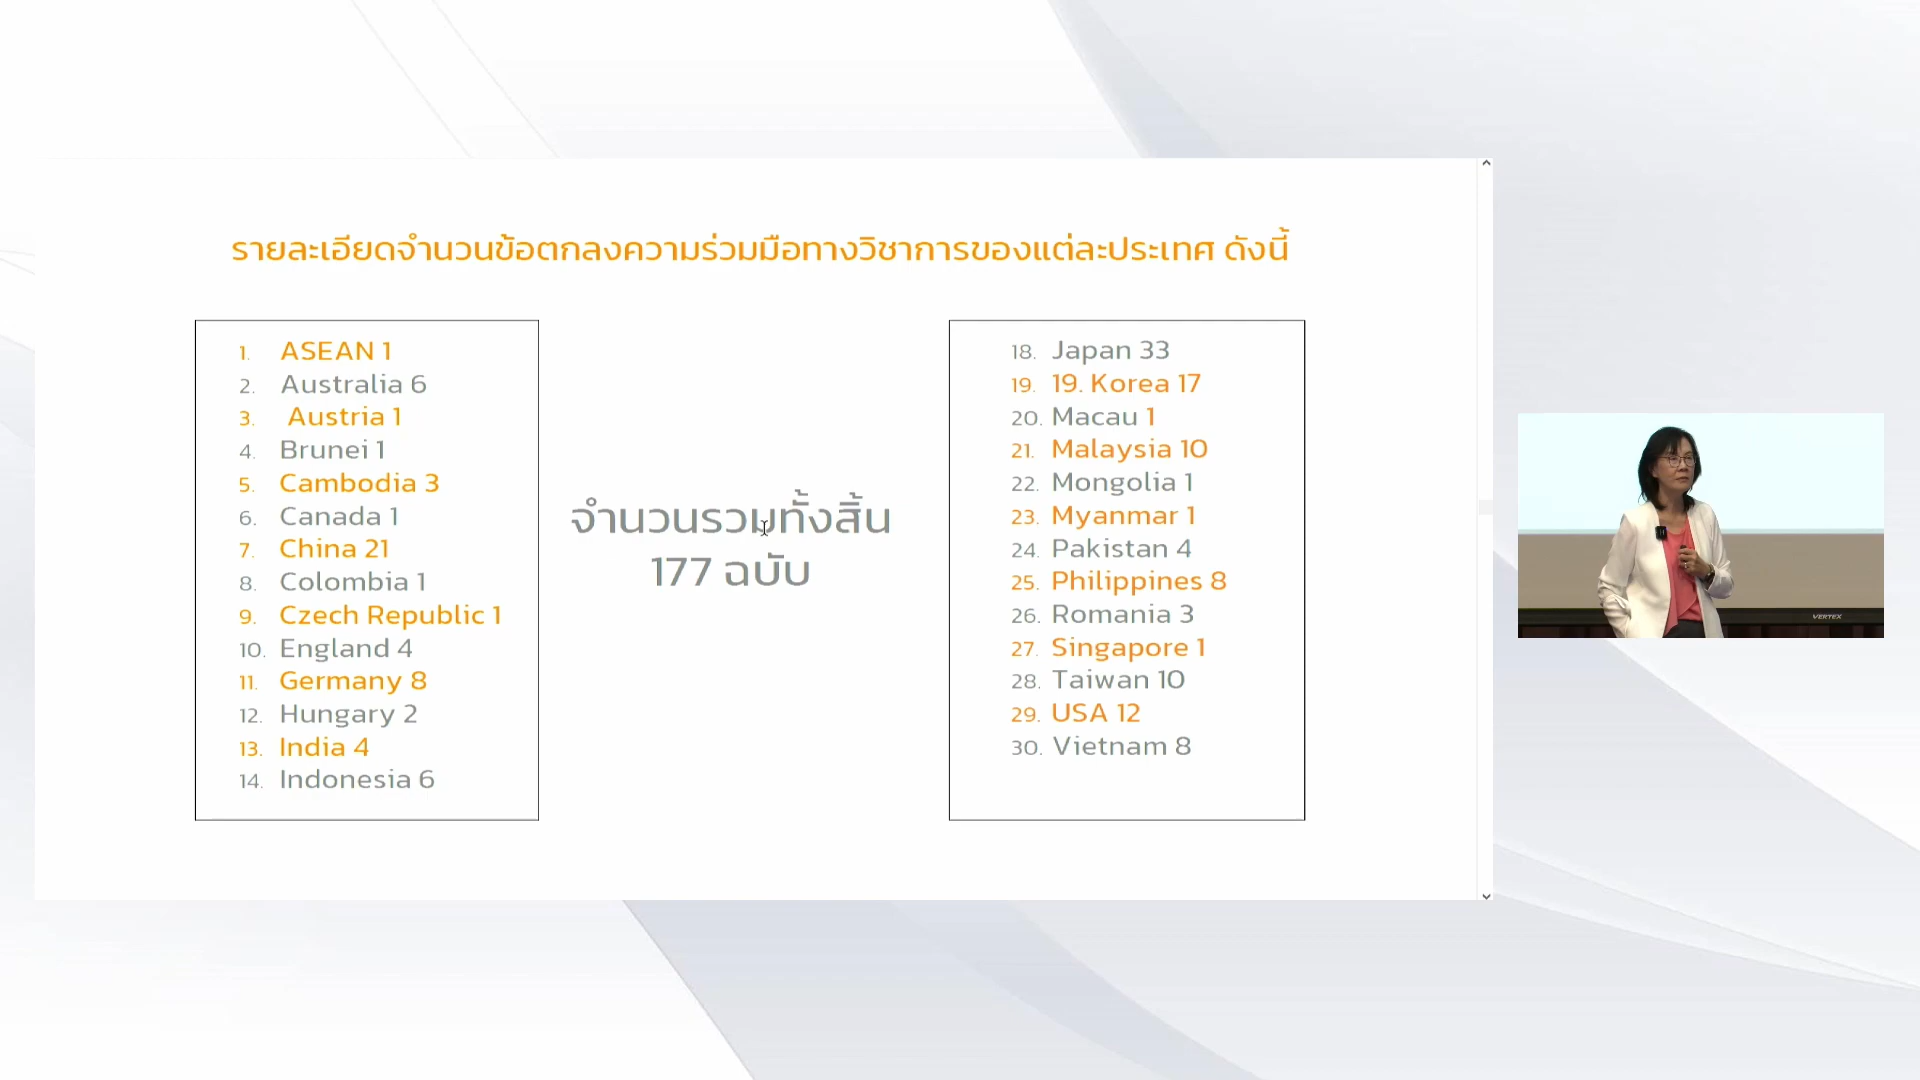 รายละเอียดจำนวนข้อตกลงความร่วมมือทางวิชาการของแต่ละประเทศ ดังนี้
1. ASEAN 1
2. Australia 6
3. Austria 1
4. Brunei 1
5. Cambodia 3
6. Canada 1
7. China 21
8. Colombia 1
9. Czech Republic 1
10. England 4
11. Germany 8
12. Hungary 2
13. India 4
14. Indonesia 6
จำนวนรวมทั้งสิ้น
177 ฉบับ
18. Japan 33
19. 19. Korea 17
20. Macau 1
21. Malaysia 10
22. Mongolia 1
23. Myanmar 1
24. Pakistan 4
25. Philippines 8
26. Romania 3
27. Singapore 1
28. Taiwan 10
29. USA 12
30. Vietnam 8
VERTEX